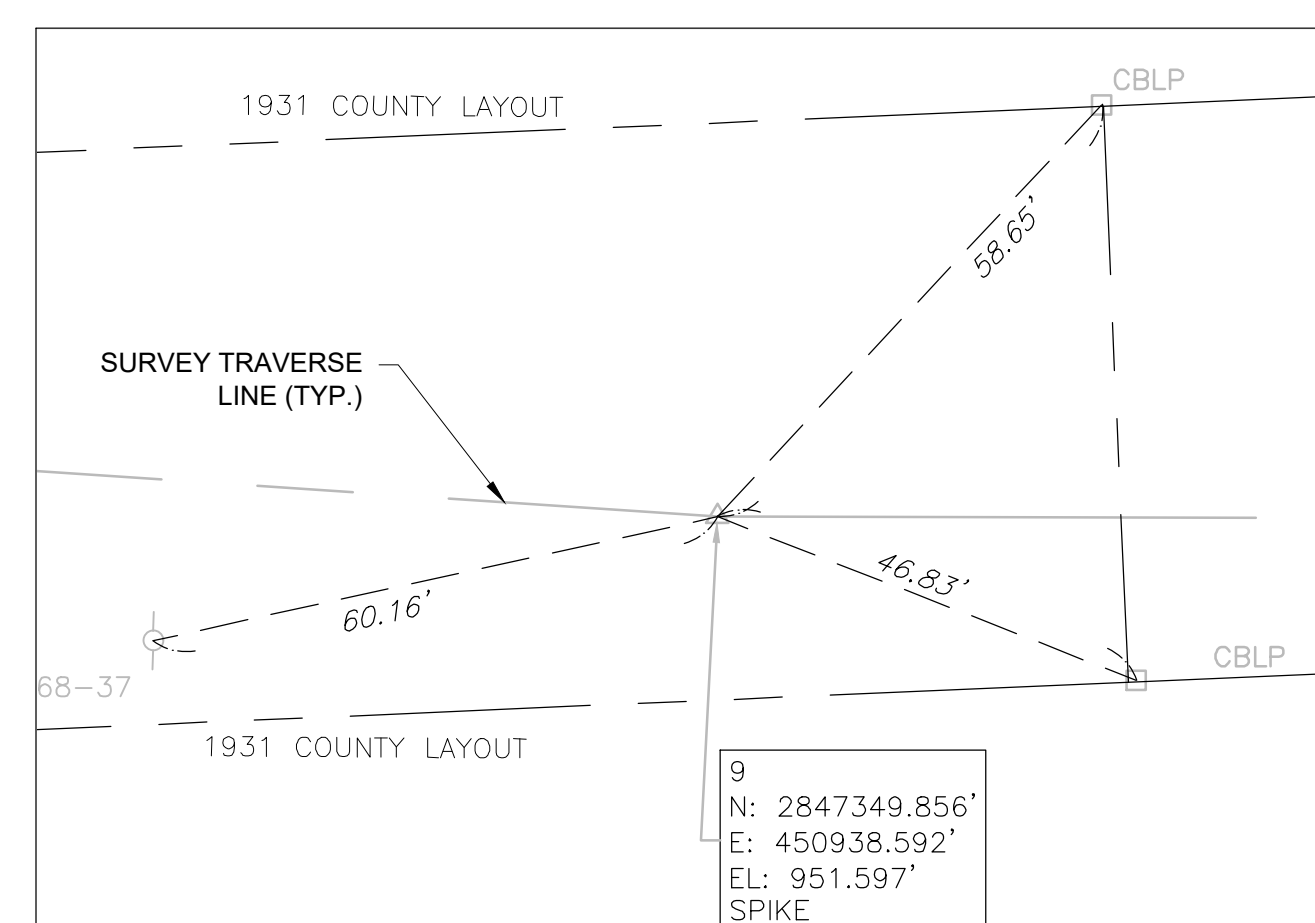 CBLP
1931 COUNTY LAYOUT
58.65'
SURVEY TRAVERSE
LINE (TYP.)
46.83'
60.16'
CBLP
68-37
1931 COUNTY LAYOUT
9
N: 2847349.856'
E: 450938.592'
EL: 951.597'
SPIKE